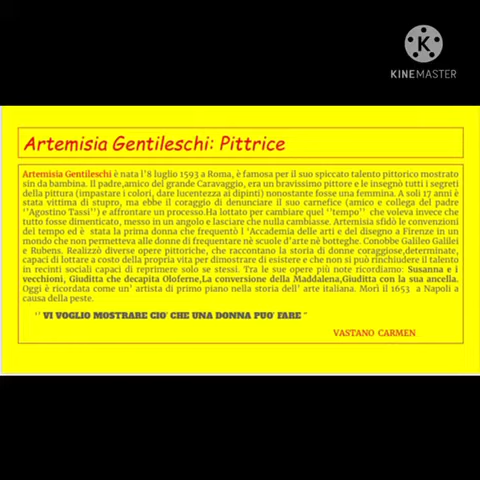 KINEMASTER
Artemisia Gentileschi: Pittrice
Artemisia Gentileschi è nata l'8 luglio 1593 a Roma, è famosa per il suo spiccato talento pittorico mostrato
sin da bambina. Il padre,amico del grande Caravaggio, era un bravissimo pittore e le insegnò tutti i segreti
della pittura (impastare i colori, dare lucentezza ai dipinti) nonostante fosse una femmina. A soli 17 anni è
stata vittima di stupro, ma ebbe il coraggio di denunciare il suo carnefice (amico e collega del padre
''Agostino Tassi'') e affrontare un processo.Ha lottato per cambiare quel ''tempo'' che voleva invece che
tutto fosse dimenticato, messo in un angolo e lasciare che nulla cambiasse. Artemisia sfidò le convenzioni
del tempo ed è stata la prima donna che frequentò l 'Accademia delle arti e del disegno a Firenze in un
mondo che non permetteva alle donne di frequentare nè scuole d'arte nè botteghe. Conobbe Galileo Galilei
e Rubens. Realizzò diverse opere pittoriche, che raccontano la storia di donne coraggiose,determinate,
capaci di lottare a costo della propria vita per dimostrare di esistere e che non si può rinchiudere il talento
in recinti sociali capaci di reprimere solo se stessi. Tra le sue opere più note ricordiamo: Susanna e i
vecchioni, Giuditta che decapita Oloferne,La conversione della Maddalena,Giuditta con la sua ancella.
Oggi è ricordata come un' artista di primo piano nella storia dell' arte italiana. Morì il 1653 a Napoli a
causa della peste.
'' VI VOGLIO MOSTRARE CIO' CHE UNA DONNA PUO' FARE ''
VASTANO CARMEN